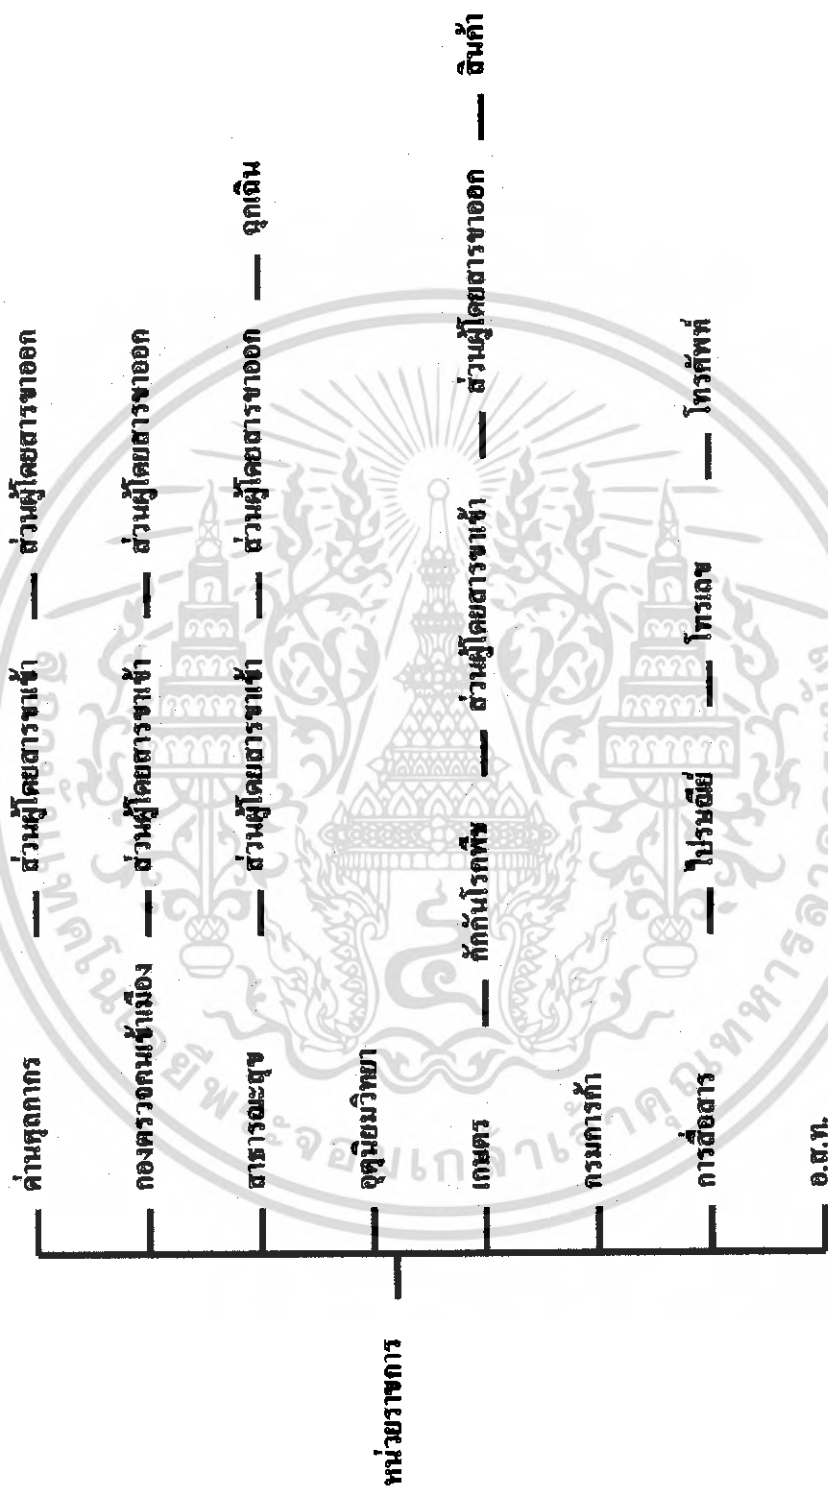 หน่วยราชการ
ด่านศุลกากร — ส่วนผู้โดยสารขาเข้า — ส่วนผู้โดยสารขาออก
กองตรวจคนเข้าเมือง — ส่วนผู้โดยสารขาเข้า — ส่วนผู้โดยสารขาออก
สาธารณะสุข — ส่วนผู้โดยสารขาเข้า — ส่วนผู้โดยสารขาออก — ฉุกเฉิน
อุตุนิยมวิทยา
เกษตร — กักกันโรคพืช — ส่วนผู้โดยสารขาเข้า — ส่วนผู้โดยสารขาออก — สินค้า
กรมการค้า
การสื่อสาร — ไปรษณีย์ — โทรเลข — โทรศัพท์
อ.ส.ท.